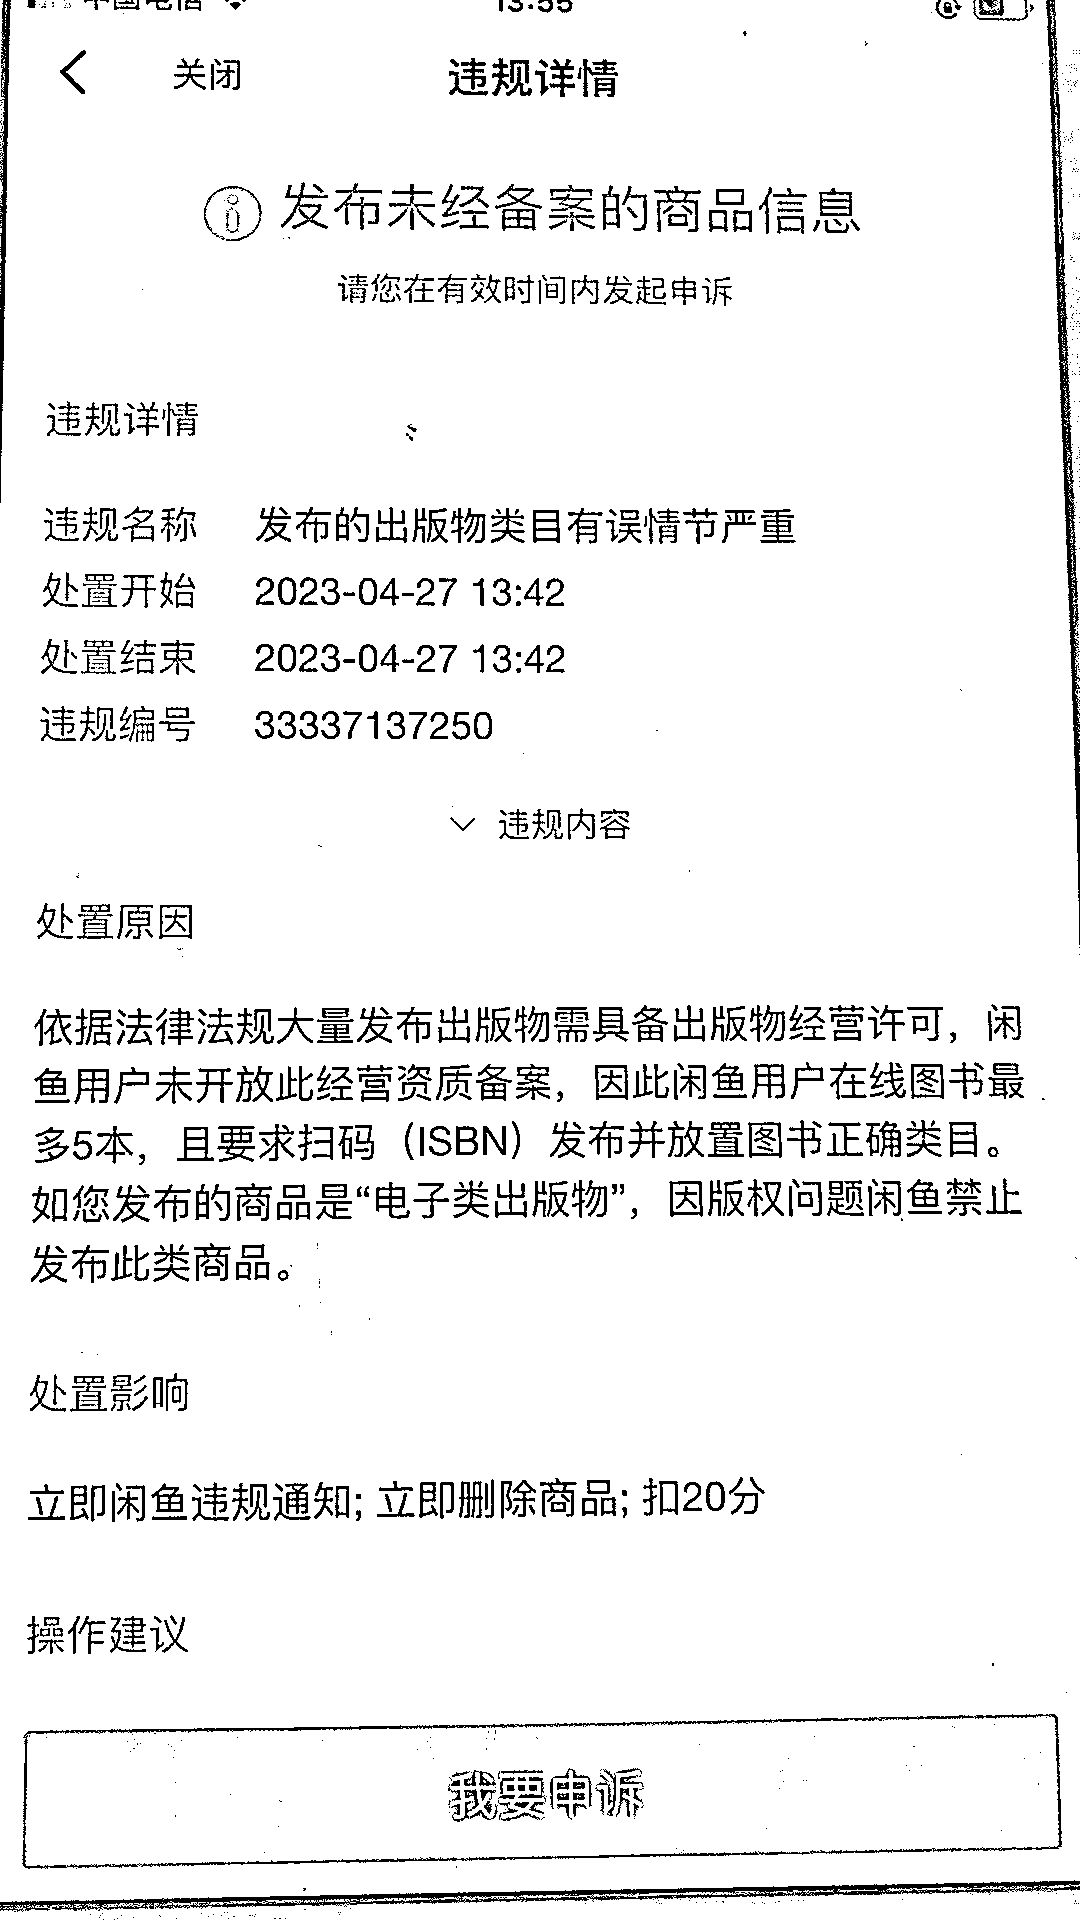 中国电信
13:55
关闭
违规详情
发布未经备案的商品信息
请您在有效时间内发起申诉
违规详情
违规名称 发布的出版物类目有误情节严重
处置开始 2023-04-27 13:42
处置结束 2023-04-27 13:42
违规编号 33337137250
违规内容
处置原因
依据法律法规大量发布出版物需具备出版物经营许可，闲
鱼用户未开放此经营资质备案，因此闲鱼用户在线图书最
多5本，且要求扫码（ISBN）发布并放置图书正确类目。
如您发布的商品是“电子类出版物”，因版权问题闲鱼禁止
发布此类商品。
处置影响
立即闲鱼违规通知; 立即删除商品; 扣20分
操作建议
我要申诉